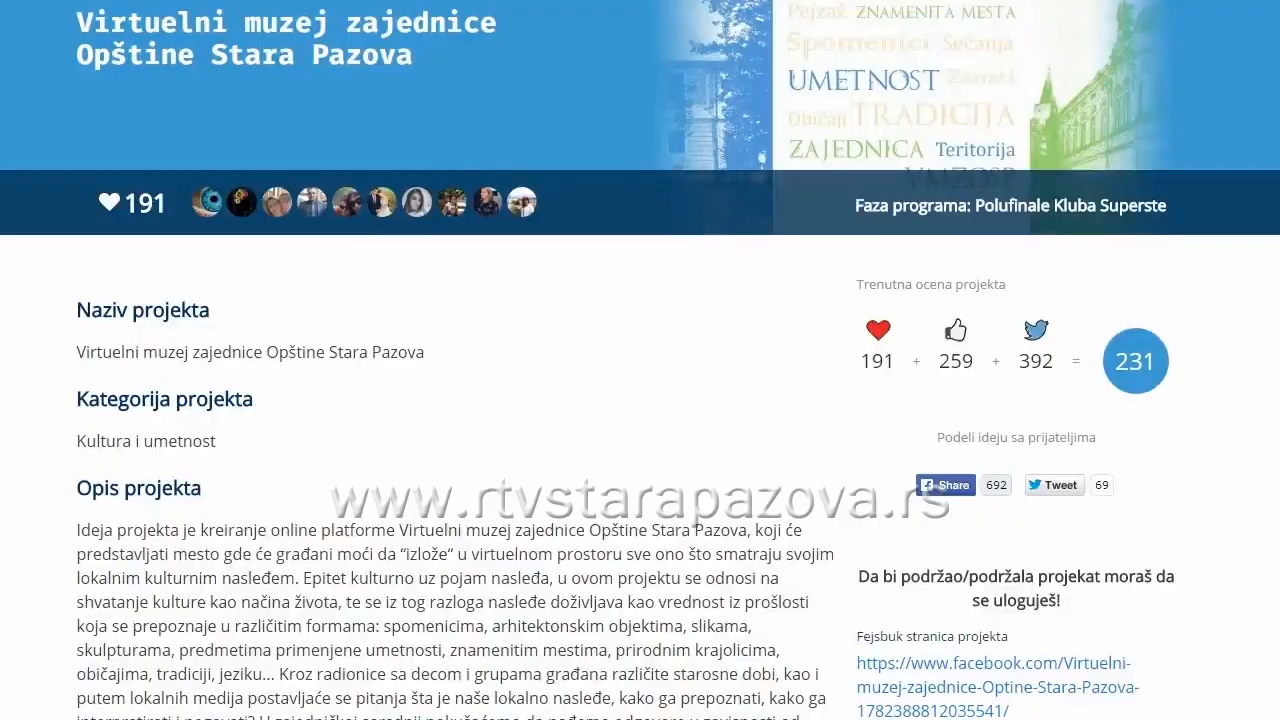 Virtuelni muzej zajednice
Opštine Stara Pazova
Pejzaž ZNAMENITA MESTA
Spomenici Sećanja
UMETNOST Zanati
Običaji TRADICIJA
ZAJEDNICA Teritorija
191
Faza programa: Polufinale Kluba Superste
Naziv projekta
Virtuelni muzej zajednice Opštine Stara Pazova
Kategorija projekta
Kultura i umetnost
Opis projekta
Ideja projekta je kreiranje online platforme Virtuelni muzej zajednice Opštine Stara Pazova, koji će
predstavljati mesto gde će građani moći da “izlože“ u virtuelnom prostoru sve ono što smatraju svojim
lokalnim kulturnim nasleđem. Epitet kulturno uz pojam nasleđa, u ovom projektu se odnosi na
shvatanje kulture kao načina života, te se iz tog razloga nasleđe doživljava kao vrednost iz prošlosti
koja se prepoznaje u različitim formama: spomenicima, arhitektonskim objektima, slikama,
skulpturama, predmetima primenjene umetnosti, znamenitim mestima, prirodnim krajolicima,
običajima, tradiciji, jeziku... Kroz radionice sa decom i grupama građana različite starosne dobi, kao i
putem lokalnih medija postavljaće se pitanja šta je naše lokalno nasleđe, kako ga prepoznati, kako ga
Trenutna ocena projekta
191 + 259 + 392 = 231
Podeli ideju sa prijateljima
Share 692 Tweet 69
www.rtvstarapazova.rs
Da bi podržao/podržala projekat moraš da
se uloguješ!
Fejsbuk stranica projekta
https://www.facebook.com/Virtuelni-
muzej-zajednice-Optine-Stara-Pazova-
1782388812035541/